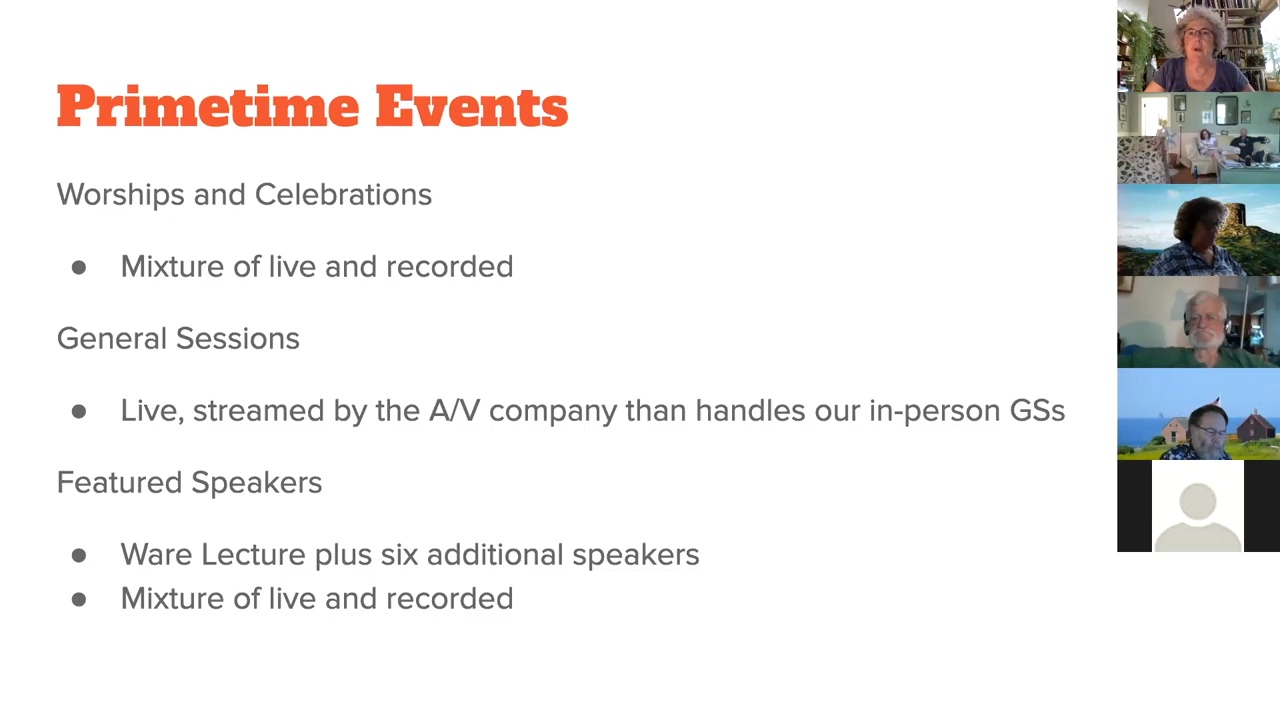 Primetime Events
Worships and Celebrations
● Mixture of live and recorded
General Sessions
● Live, streamed by the A/V company than handles our in-person GSs
Featured Speakers
● Ware Lecture plus six additional speakers
● Mixture of live and recorded